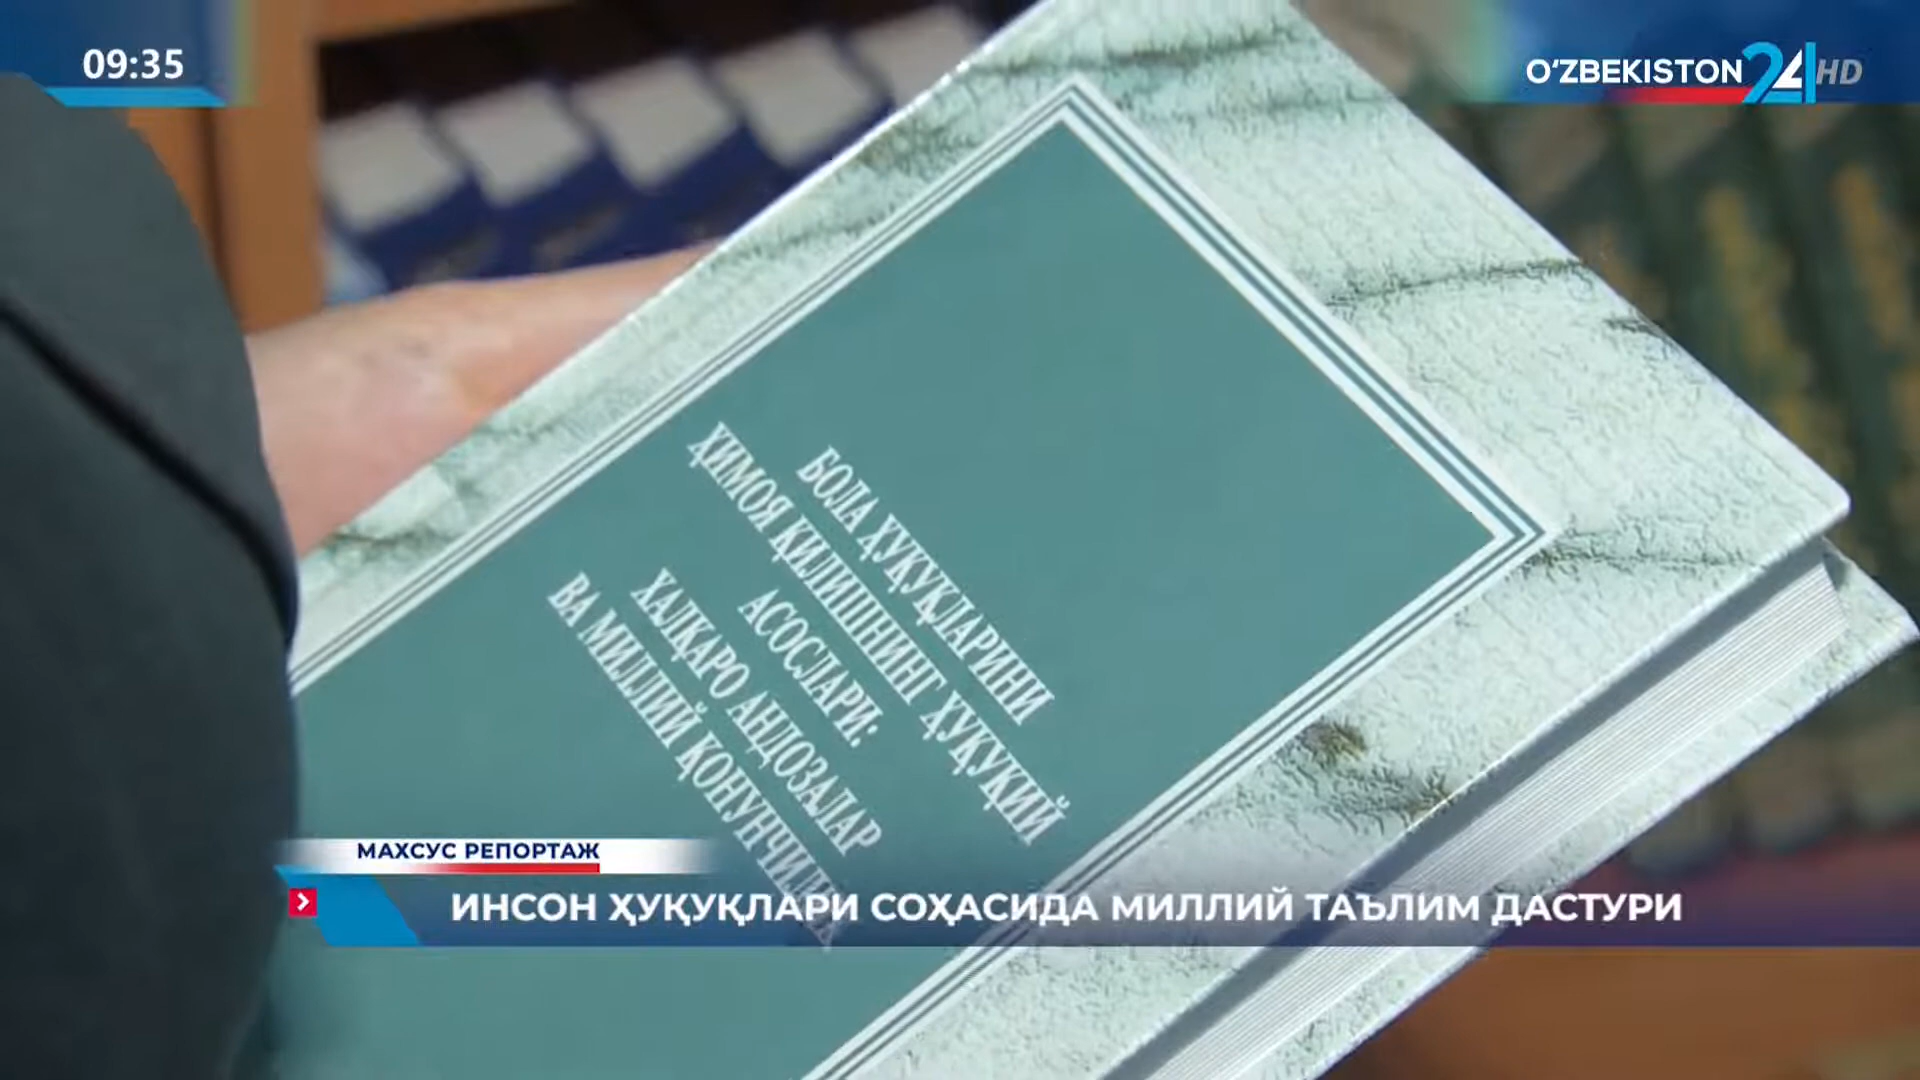 09:35
O'ZBEKISTON 24 HD
БОЛА ҲУҚУҚЛАРИНИ
ҲИМОЯ ҚИЛИШНИНГ ҲУҚУҚИЙ
АСОСЛАРИ:
ХАЛҚАРО АНДОЗАЛАР
ВА МИЛЛИЙ ҚОНУНЧИЛИК
МАХСУС РЕПОРТАЖ
ИНСОН ҲУҚУҚЛАРИ СОҲАСИДА МИЛЛИЙ ТАЪЛИМ ДАСТУРИ